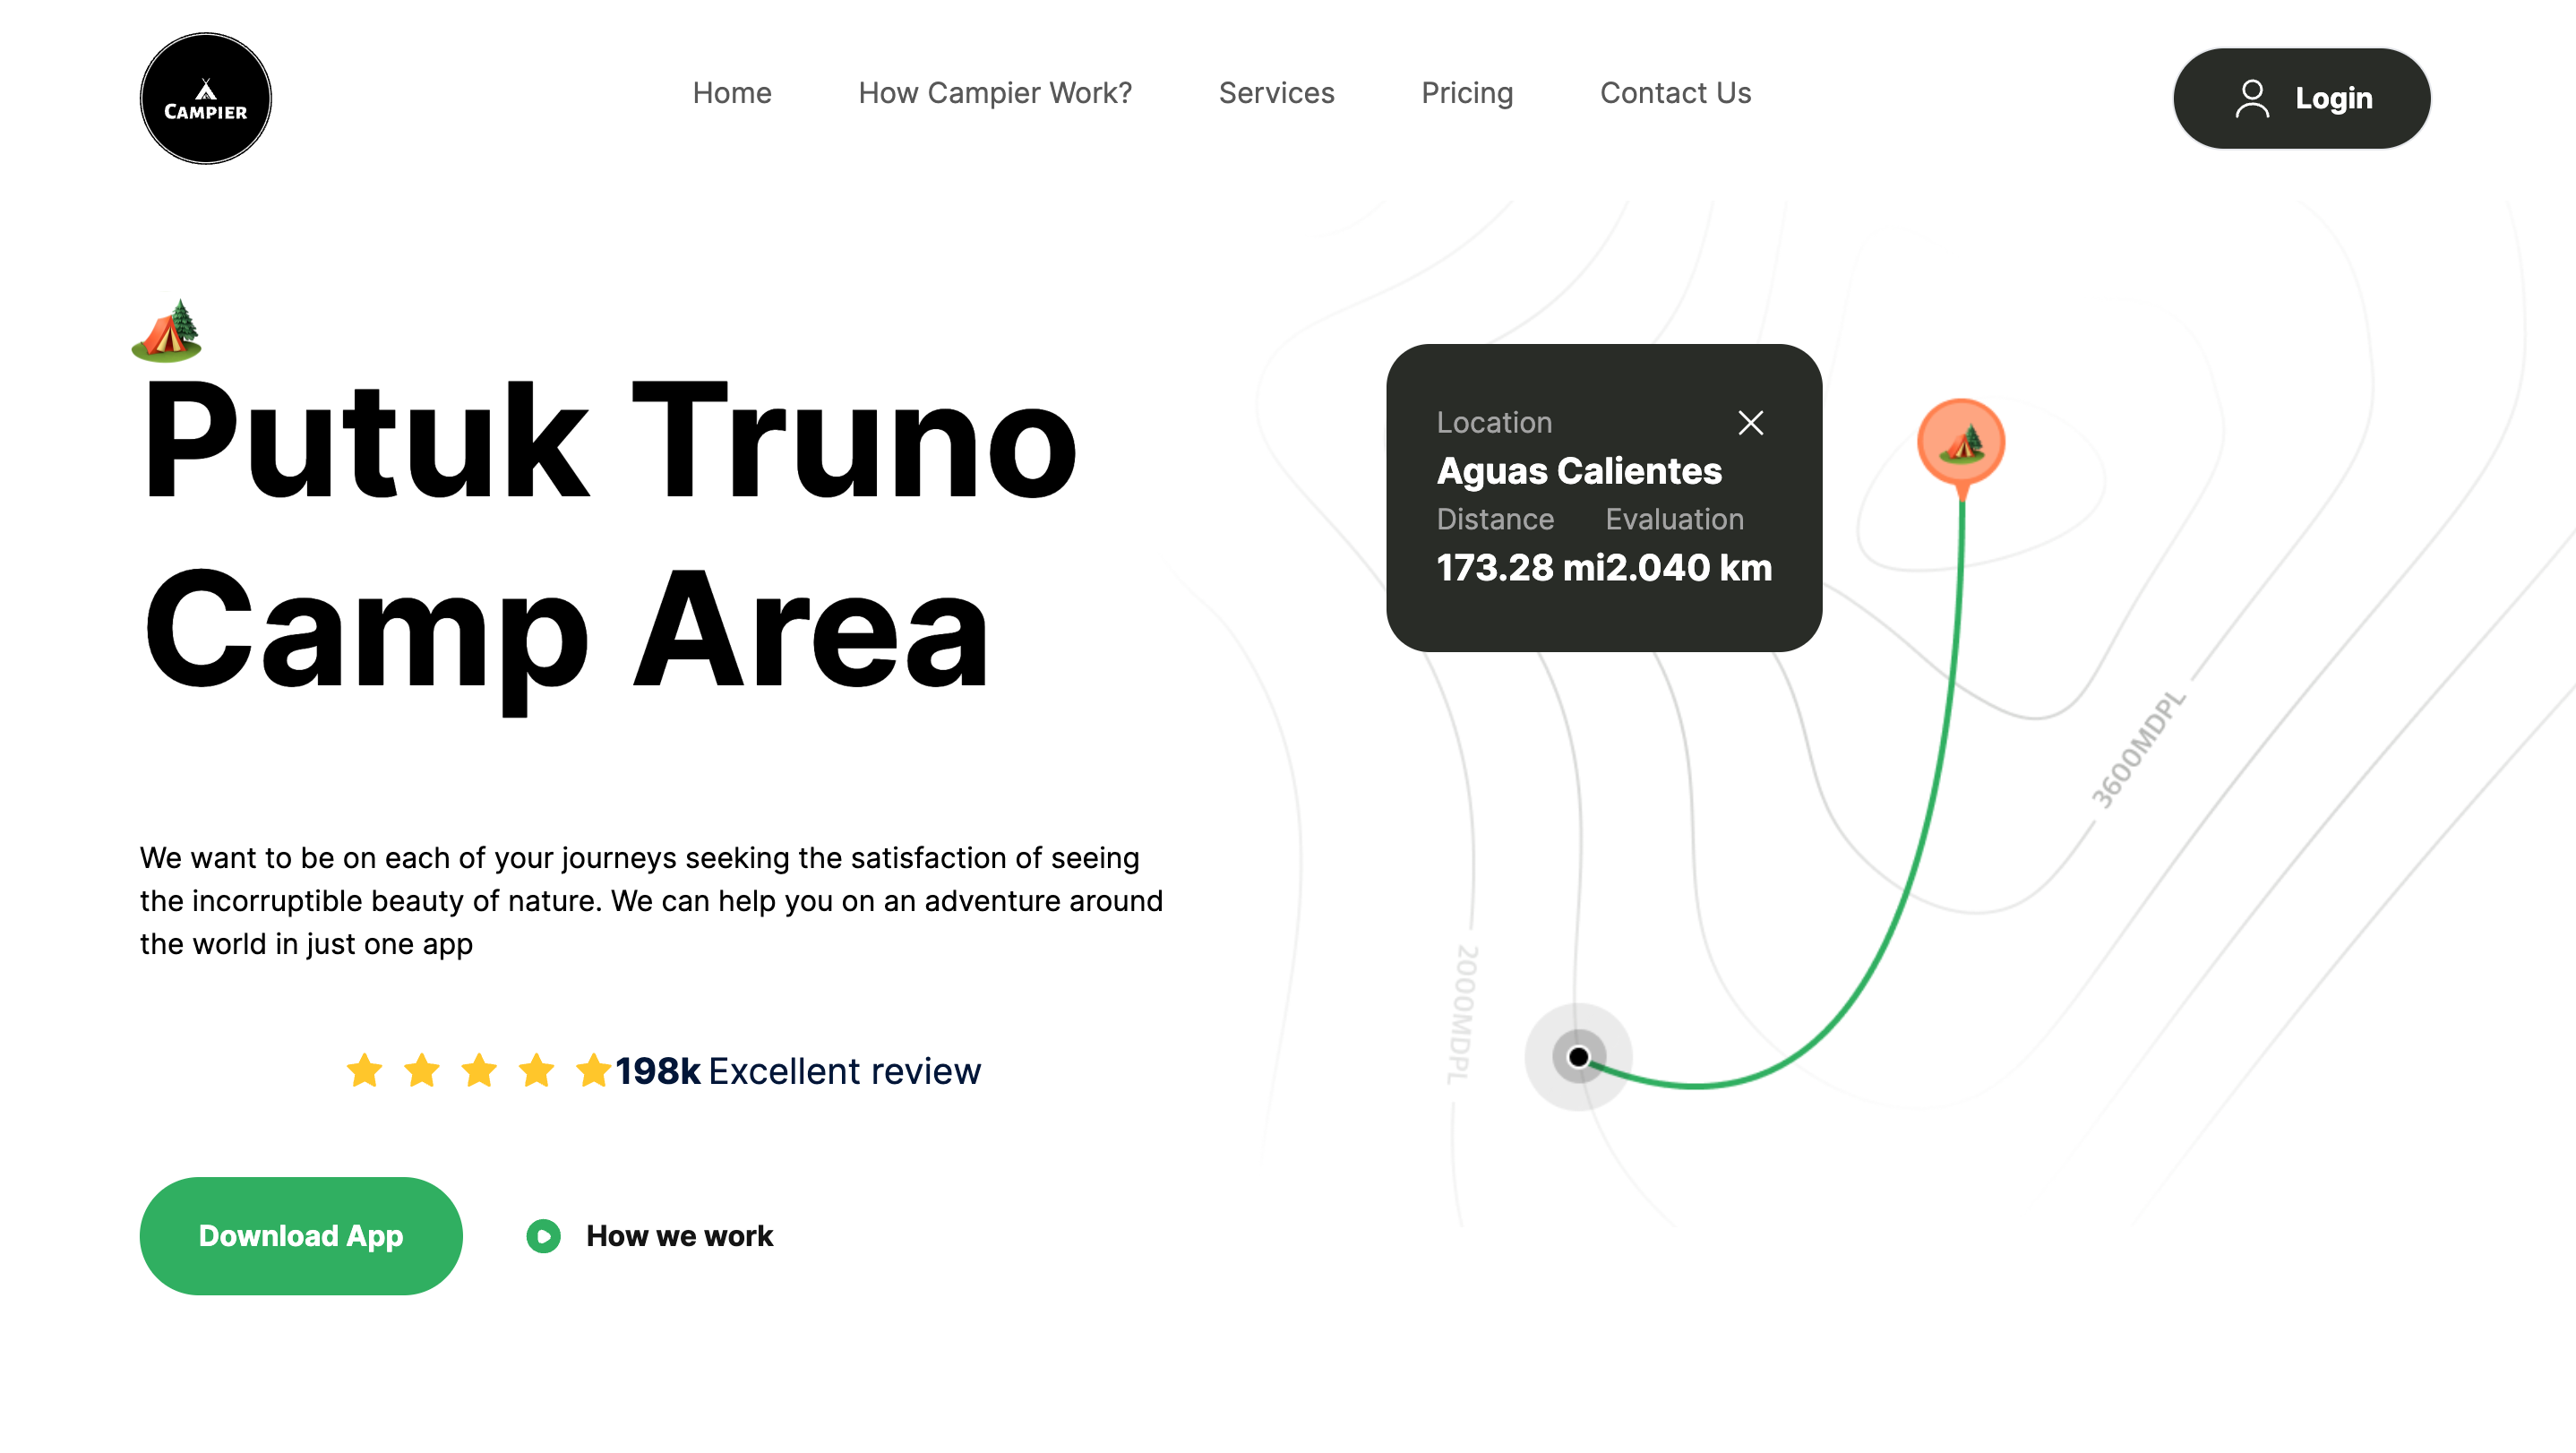 CAMPIER
Home
How Campier Work?
Services
Pricing
Contact Us
Login
Putuk Truno
Camp Area
We want to be on each of your journeys seeking the satisfaction of seeing
the incorruptible beauty of nature. We can help you on an adventure around
the world in just one app
198k Excellent review
Download App
How we work
Location
Aguas Calientes
Distance Evaluation
173.28 mi2.040 km
3600MDPL
2000MDPL